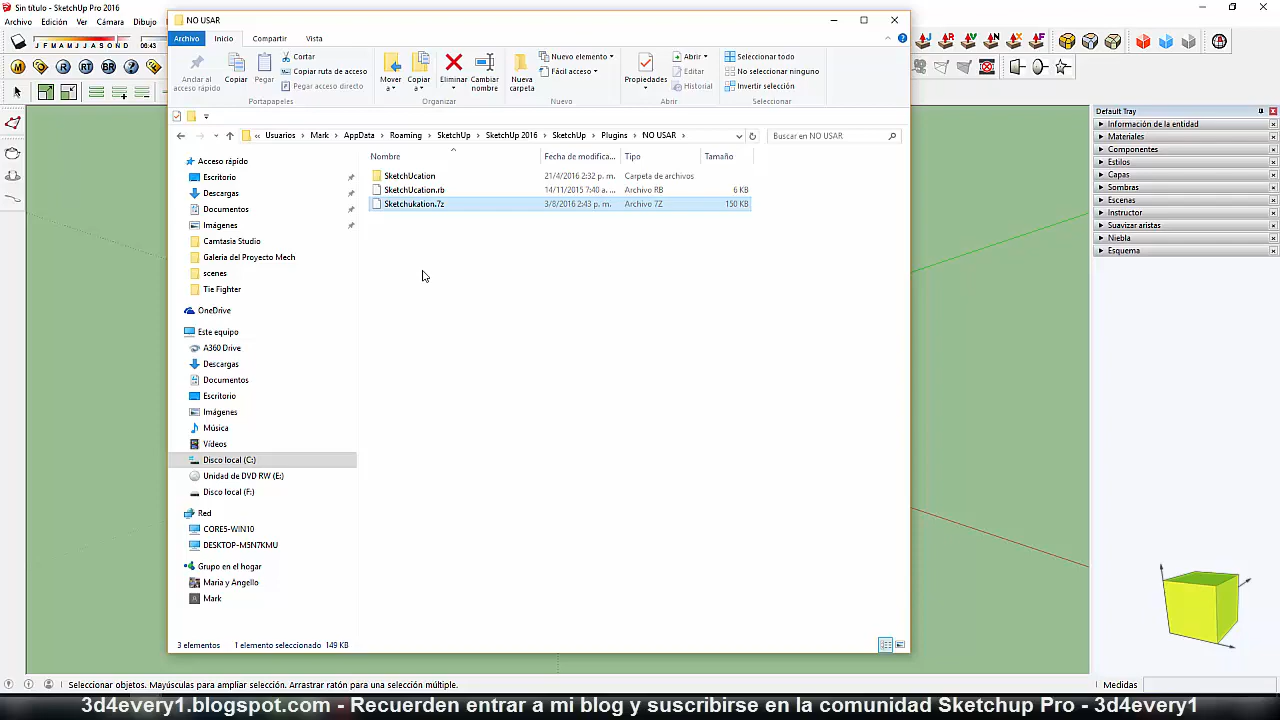 Sin título - SketchUp Pro 2016
Archivo Edición Ver Cámara Dibujo
J F M A M J J A S O N D 06:43
NO USAR
Archivo Inicio Compartir Vista
Andar al acceso rápido
Copiar
Pegar
Cortar
Copiar ruta de acceso
Pegar acceso directo
Portapapeles
Mover a
Copiar a
Eliminar
Cambiar nombre
Organizar
Nueva carpeta
Nuevo elemento
Fácil acceso
Nuevo
Propiedades
Abrir
Editar
Historial
Abrir
Seleccionar todo
No seleccionar ninguno
Invertir selección
Seleccionar
« Usuarios > Mark > AppData > Roaming > SketchUp > SketchUp 2016 > SketchUp > Plugins > NO USAR >
Buscar en NO USAR
Nombre Fecha de modifica... Tipo Tamaño
SketchUcation 21/4/2016 2:32 p. m. Carpeta de archivos
SketchUcation.rb 14/11/2015 7:40 a. ... Archivo RB 6 KB
Sketchukation.7z 3/8/2016 2:43 p. m. Archivo 7Z 150 KB
Acceso rápido
Escritorio
Descargas
Documentos
Imágenes
Camtasia Studio
Galeria del Proyecto Mech
scenes
Tie Fighter
OneDrive
Este equipo
A360 Drive
Descargas
Documentos
Escritorio
Imágenes
Música
Vídeos
Disco local (C:)
Unidad de DVD RW (E:)
Disco local (F:)
Red
CORE5-WIN10
DESKTOP-M5N7KMU
Grupo en el hogar
Maria y Angello
Mark
3 elementos 1 elemento seleccionado 149 KB
Default Tray
Información de la entidad
Materiales
Componentes
Estilos
Capas
Sombras
Escenas
Instructor
Suavizar aristas
Niebla
Esquema
Seleccionar objetos. Mayúsculas para ampliar selección. Arrastrar ratón para una selección múltiple.
Medidas
3d4every1.blogspot.com - Recuerden entrar a mi blog y suscribirse en la comunidad Sketchup Pro - 3d4every1